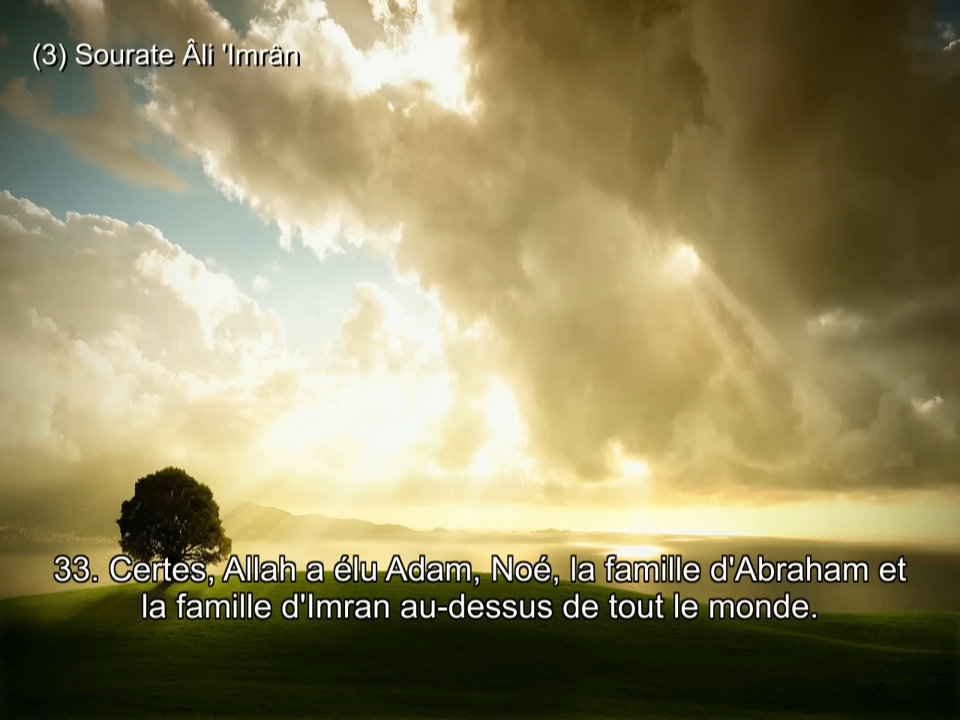 (3) Sourate Âli 'Imrân
33. Certes, Allah a élu Adam, Noé, la famille d'Abraham et
la famille d'Imran au-dessus de tout le monde.